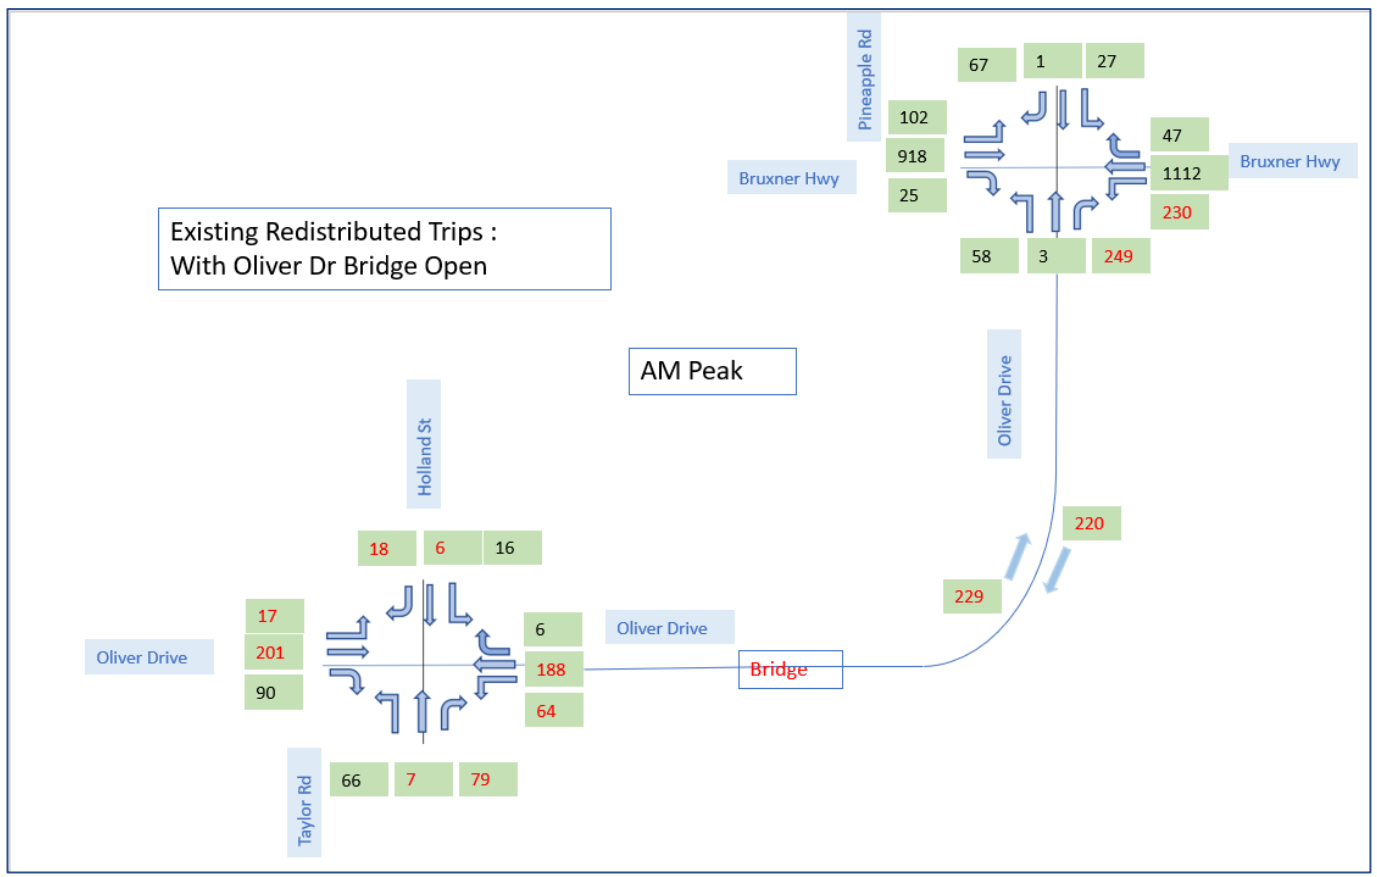 Pineapple Rd
67 1 27
102
918
25
47
1112
230
Bruxner Hwy
Bruxner Hwy
58 3 249
Existing Redistributed Trips :
With Oliver Dr Bridge Open
AM Peak
Oliver Drive
Holland St
220
229
18 6 16
17
201
90
Oliver Drive
6
188
64
Oliver Drive
Bridge
Taylor Rd
66 7 79